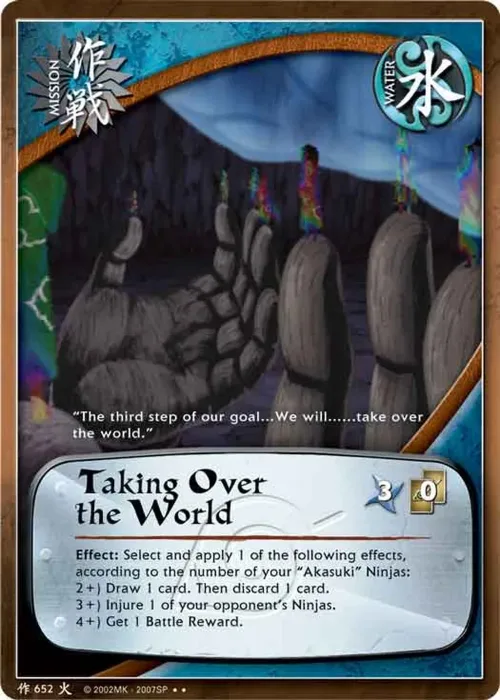 MISSION
作戦
WATER
水
"The third step of our goal...We will......take over
the world."
Taking Over
the World
3 0
Effect: Select and apply 1 of the following effects,
according to the number of your "Akasuki" Ninjas:
2+) Draw 1 card. Then discard 1 card.
3+) Injure 1 of your opponent's Ninjas.
4+) Get 1 Battle Reward.
作 652 火 © 2002MK - 2007SP